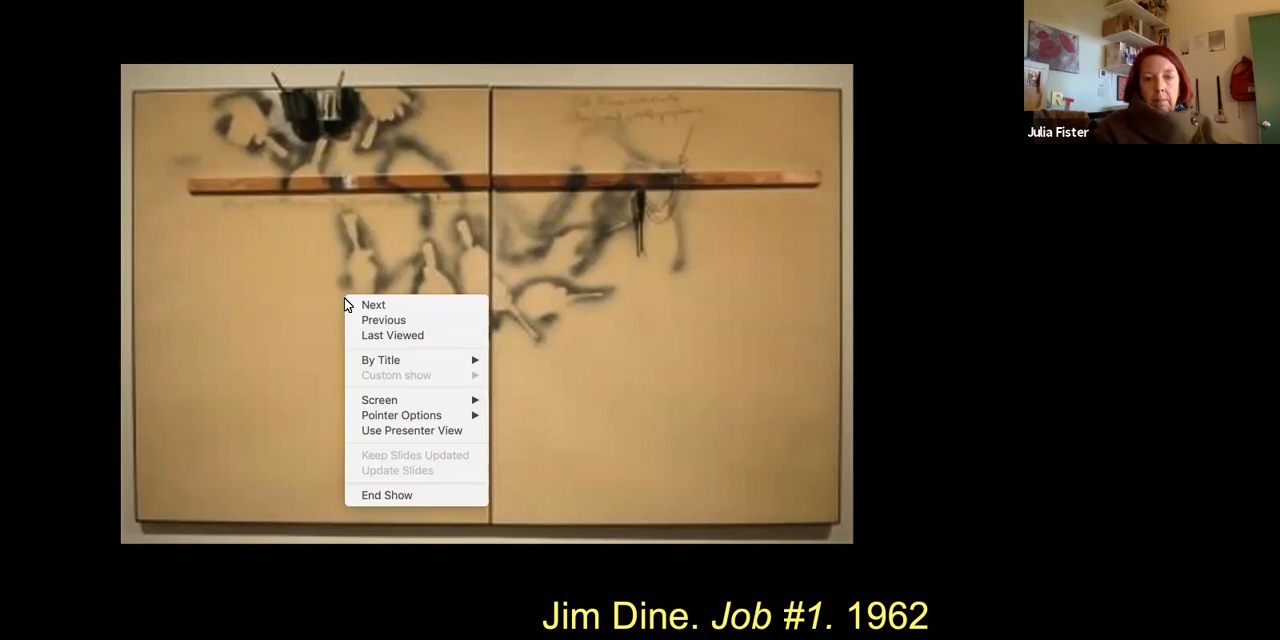 Julia Fister
Next
Previous
Last Viewed
By Title
Custom show
Screen
Pointer Options
Use Presenter View
Keep Slides Updated
Update Slides
End Show
Jim Dine. Job #1. 1962